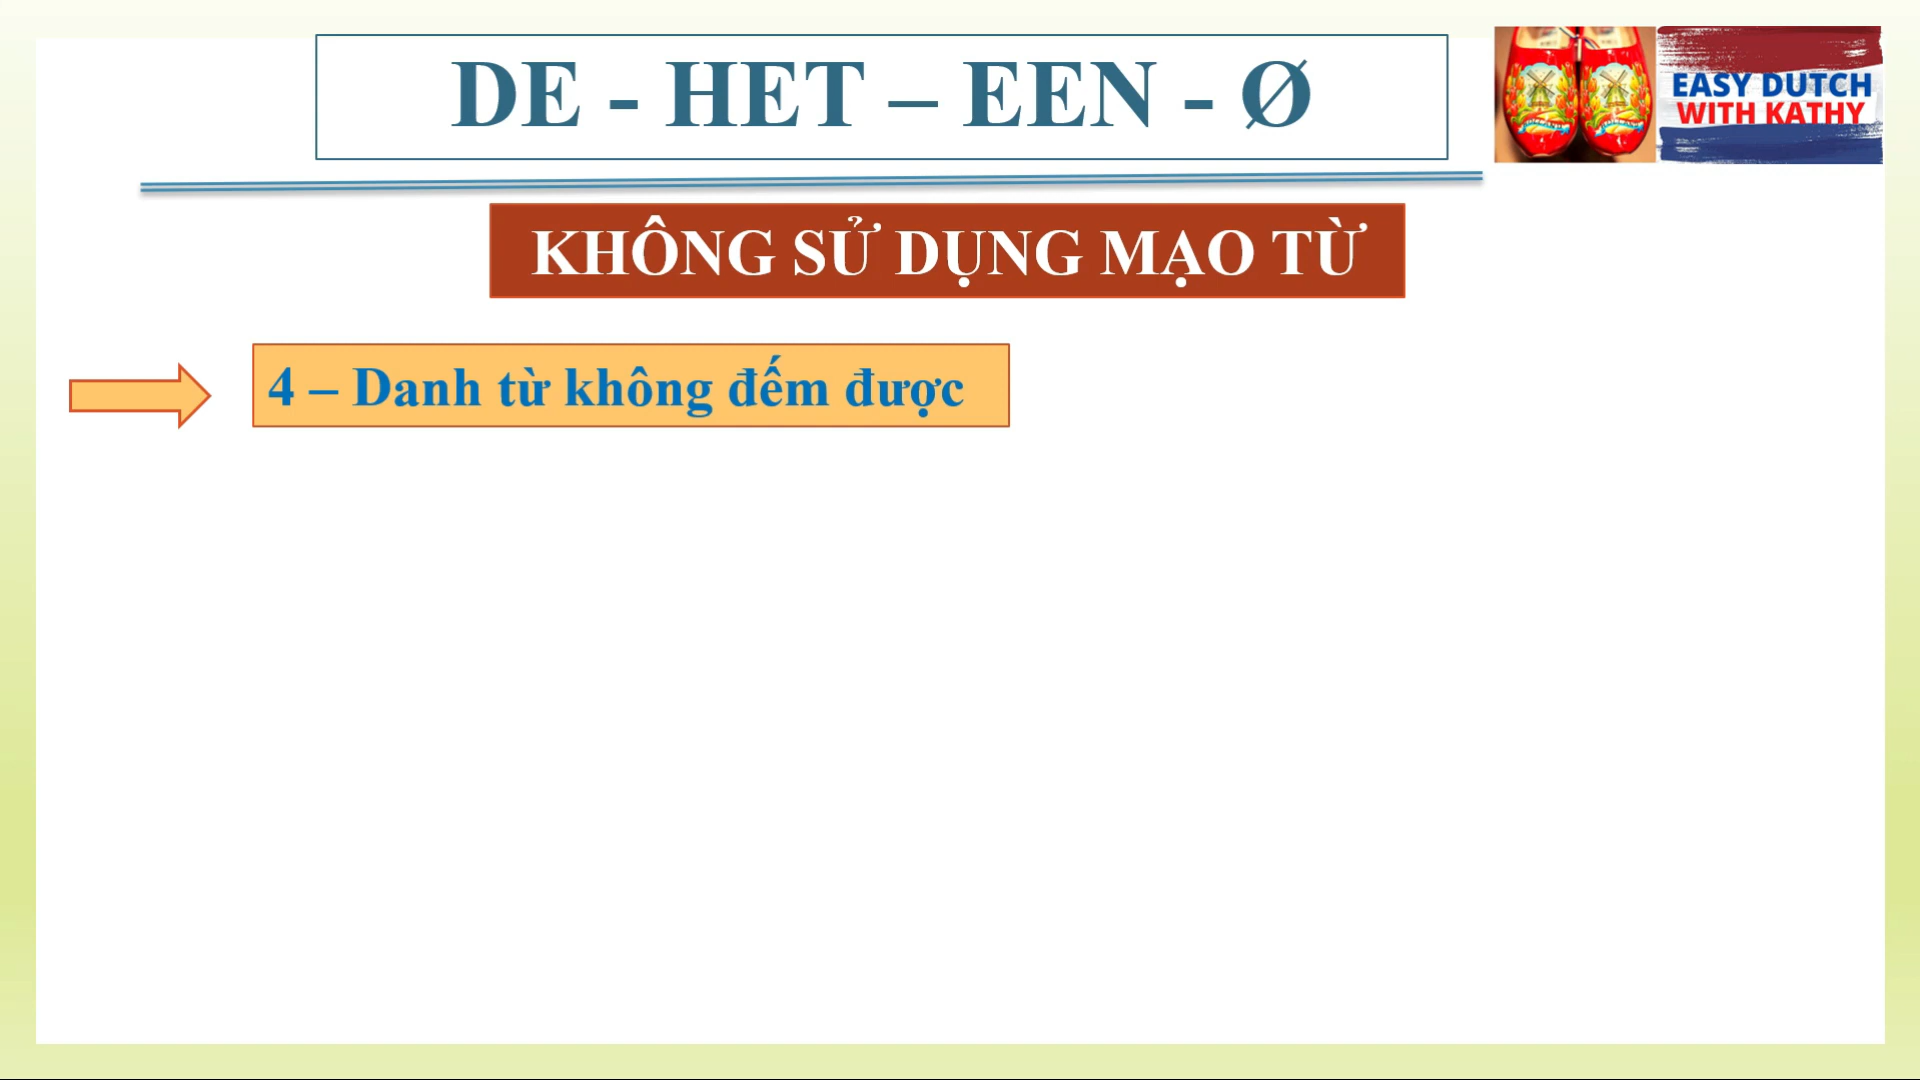 DE - HET – EEN - Ø
EASY DUTCH
WITH KATHY
KHÔNG SỬ DỤNG MẠO TỪ
4 – Danh từ không đếm được